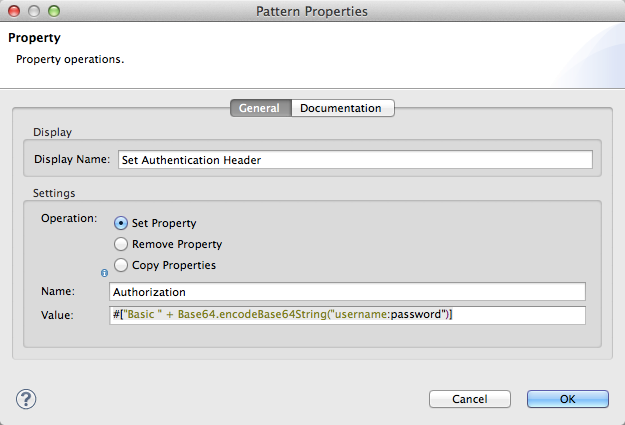 Pattern Properties
Property
Property operations.
General Documentation
Display
Display Name: Set Authentication Header
Settings
Operation: Set Property
Remove Property
i Copy Properties
Name: Authorization
Value: #["Basic " + Base64.encodeBase64String("username:password")]
? Cancel OK